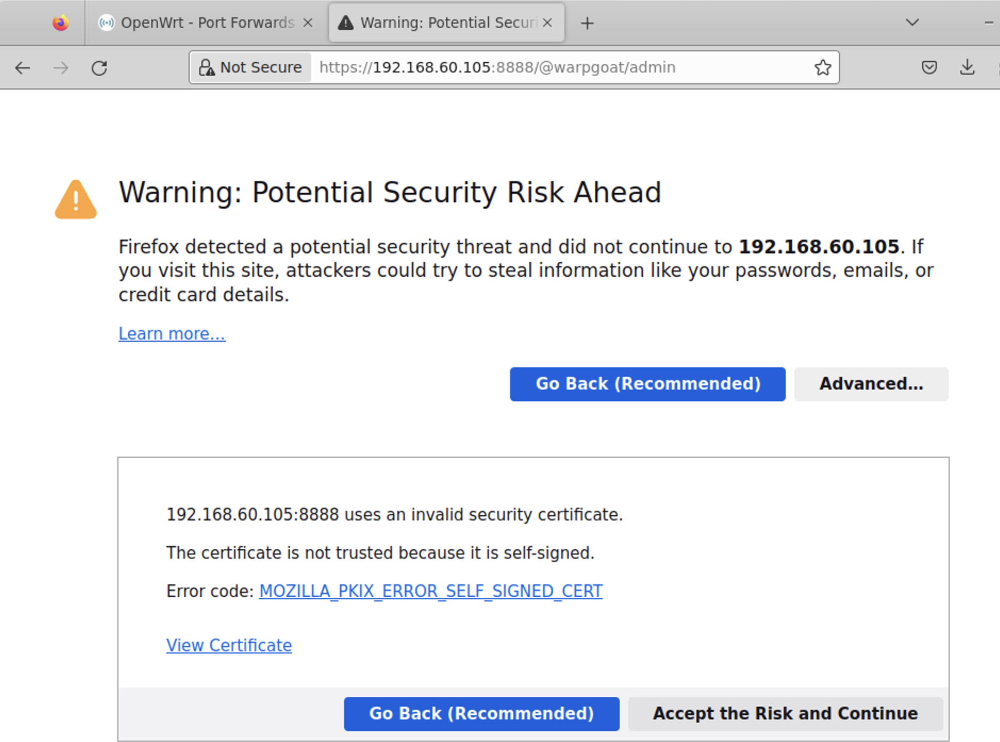 OpenWrt - Port Forwards
Warning: Potential Securi
Not Secure
https://192.168.60.105:8888/@warpgoat/admin
Warning: Potential Security Risk Ahead
Firefox detected a potential security threat and did not continue to 192.168.60.105. If
you visit this site, attackers could try to steal information like your passwords, emails, or
credit card details.
Learn more…
Go Back (Recommended)
Advanced…
192.168.60.105:8888 uses an invalid security certificate.
The certificate is not trusted because it is self-signed.
Error code: MOZILLA_PKIX_ERROR_SELF_SIGNED_CERT
View Certificate
Go Back (Recommended)
Accept the Risk and Continue